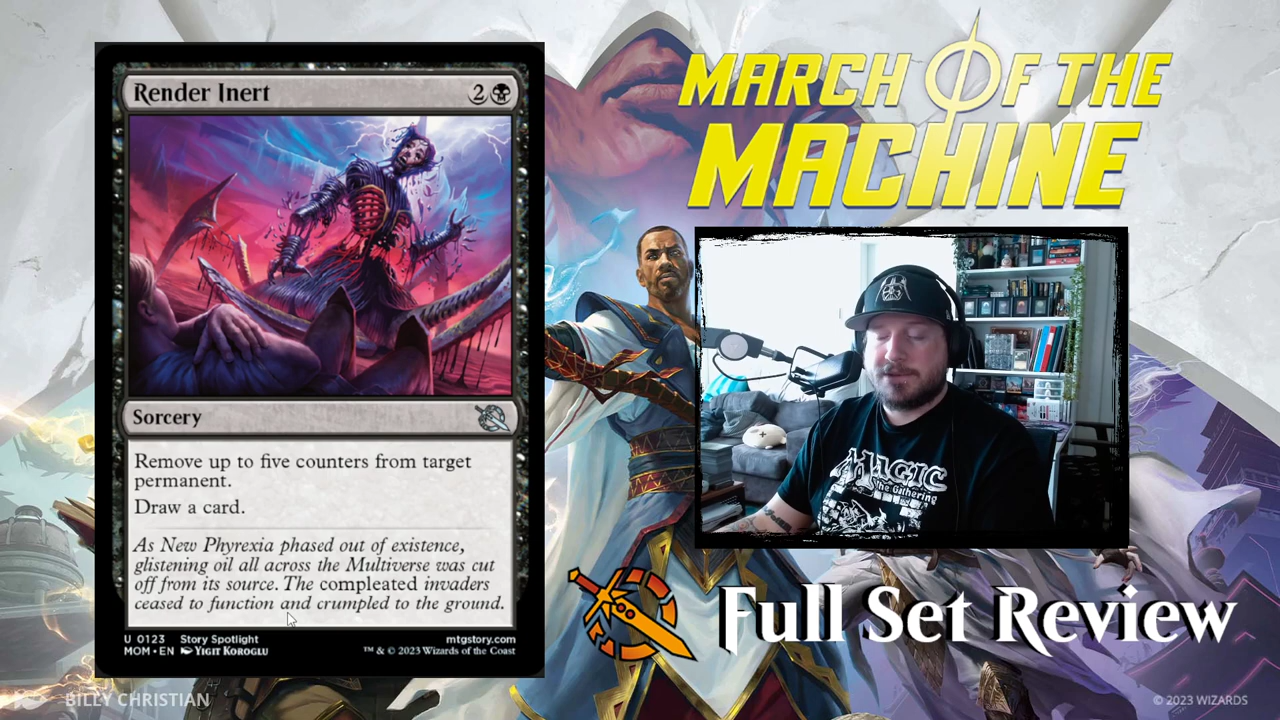 Render Inert
2
Sorcery
Remove up to five counters from target
permanent.
Draw a card.
As New Phyrexia phased out of existence,
glistening oil all across the Multiverse was cut
off from its source. The compleated invaders
ceased to function and crumpled to the ground.
U 0123 Story Spotlight
mtgstory.com
MOM • EN YIGIT KOROGLU
™ & © 2023 Wizards of the Coast
MARCH OF THE
MACHINE
MAGIC
the Gathering
Full Set Review
BILLY CHRISTIAN
© 2023 WIZARDS